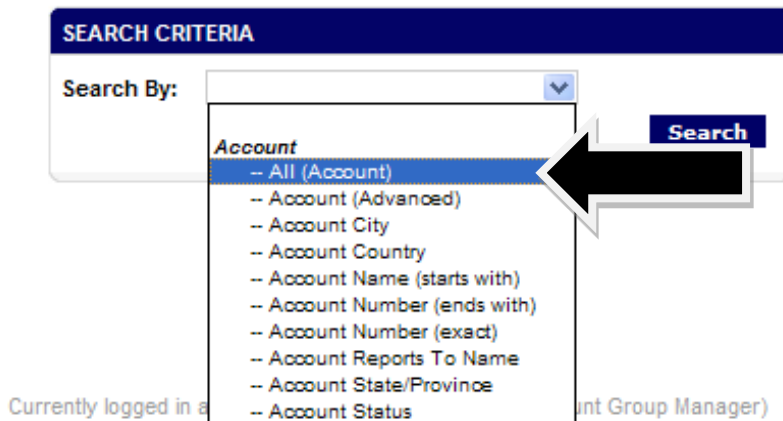 SEARCH CRITERIA
Search By:
Search
Account
-- All (Account)
-- Account (Advanced)
-- Account City
-- Account Country
-- Account Name (starts with)
-- Account Number (ends with)
-- Account Number (exact)
-- Account Reports To Name
-- Account State/Province
-- Account Status
Currently logged in a
Group Manager)